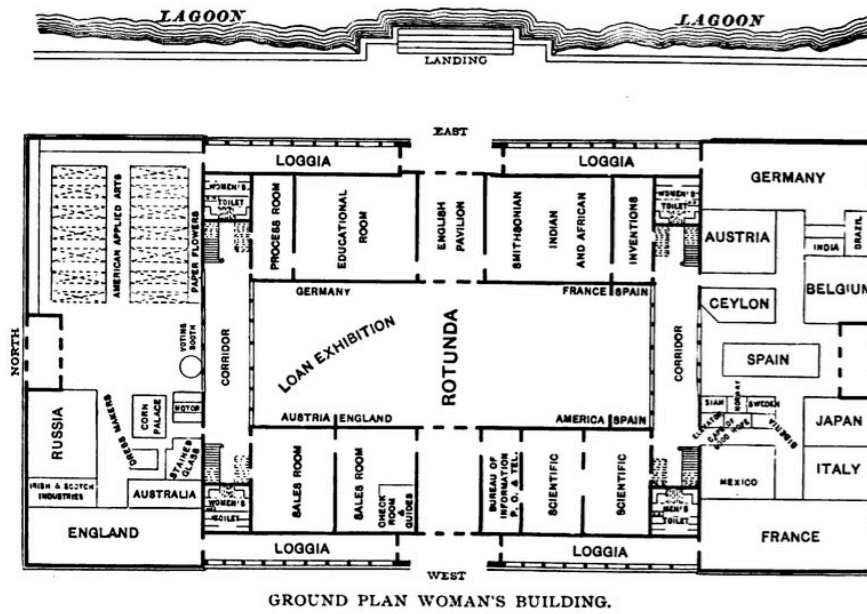 LAGOON
LAGOON
LANDING
EAST
LOGGIA
LOGGIA
GERMANY
AMERICAN APPLIED ARTS
PAPER FLOWERS
WOMEN'S
TOILET
PROCESS ROOM
EDUCATIONAL
ROOM
ENGLISH
PAVILION
SMITHSONIAN
INDIAN
AND AFRICAN
INVENTIONS
WOMEN'S
TOILET
AUSTRIA
INDIA
BRAZIL
BELGIUM
CEYLON
SPAIN
NORTH
VOTING
BOOTH
CORRIDOR
GERMANY
FRANCE
SPAIN
LOAN EXHIBITION
ROTUNDA
CORRIDOR
AUSTRIA
ENGLAND
AMERICA
SPAIN
RUSSIA
DRESS MAKERS
CORN
PALACE
MOTOR
STAINED
GLASS
IRISH & SCOTCH
INDUSTRIES
AUSTRALIA
ENGLAND
WOMEN'S
TOILET
SALES ROOM
SALES ROOM
CHECK
ROOM
&
GUIDES
BUREAU OF
INFORMATION
P. O. & TEL.
SCIENTIFIC
SCIENTIFIC
MEN'S
TOILET
SIAM
NORWAY
SWEDEN
ELEVATOR
CAPE OF
GOOD HOPE
SIBERIA
JAPAN
MEXICO
ITALY
FRANCE
LOGGIA
LOGGIA
WEST
GROUND PLAN WOMAN'S BUILDING.